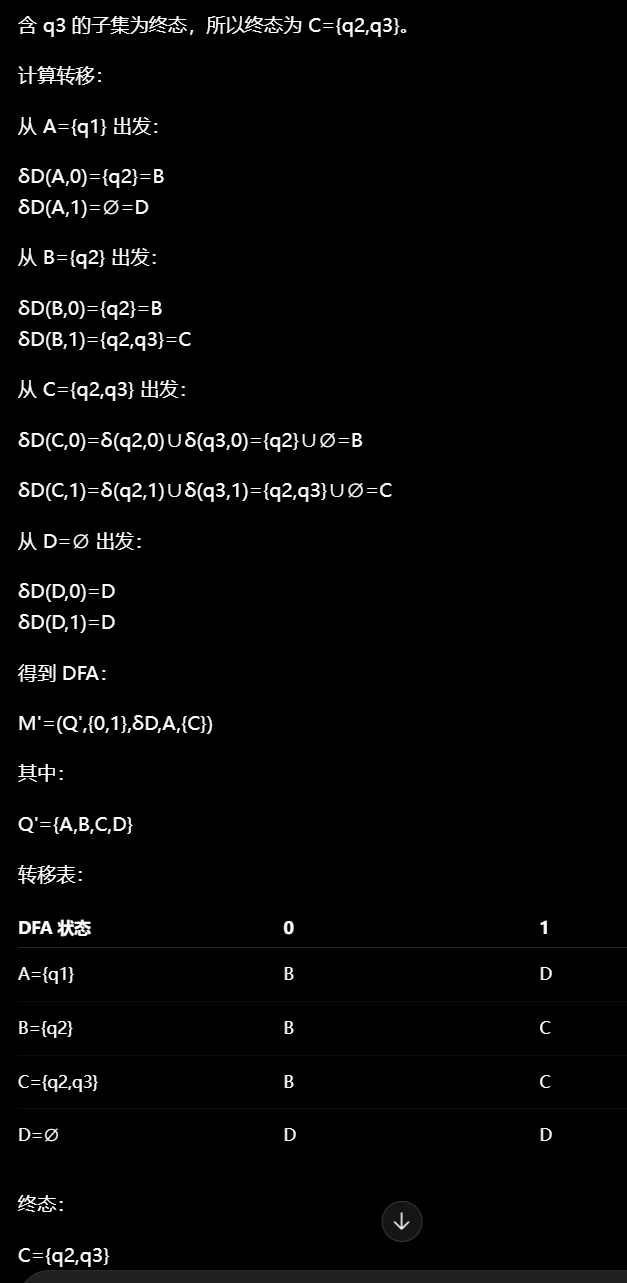 含 q3 的子集为终态，所以终态为 C={q2,q3}。
计算转移：
从 A={q1} 出发：
δD(A,0)={q2}=B
δD(A,1)=∅=D
从 B={q2} 出发：
δD(B,0)={q2}=B
δD(B,1)={q2,q3}=C
从 C={q2,q3} 出发：
δD(C,0)=δ(q2,0)∪δ(q3,0)={q2}∪∅=B
δD(C,1)=δ(q2,1)∪δ(q3,1)={q2,q3}∪∅=C
从 D=∅ 出发：
δD(D,0)=D
δD(D,1)=D
得到 DFA：
M'=(Q',{0,1},δD,A,{C})
其中：
Q'={A,B,C,D}
转移表：
DFA 状态 0 1
A={q1} B D
B={q2} B C
C={q2,q3} B C
D=∅ D D
终态：
C={q2,q3}